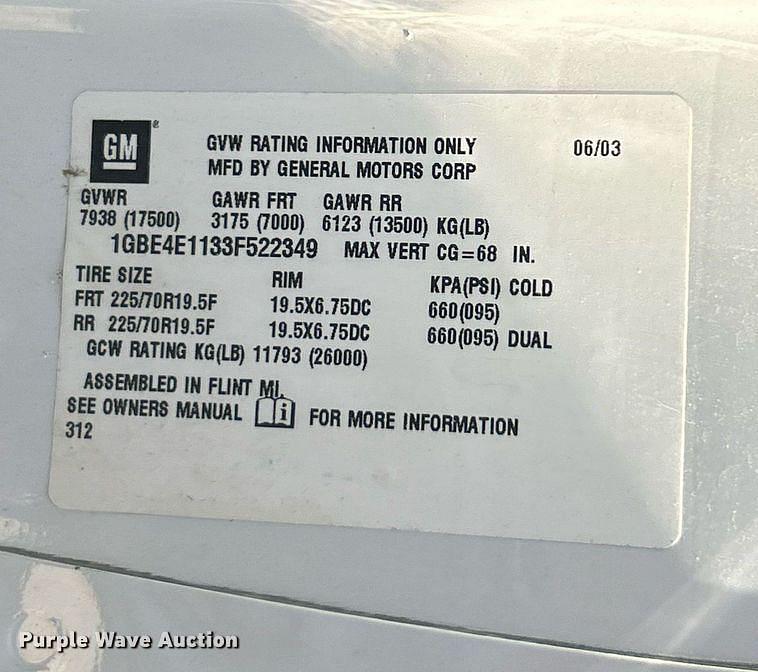 GM ®
GVW RATING INFORMATION ONLY 06/03
MFD BY GENERAL MOTORS CORP
GVWR GAWR FRT GAWR RR
7938 (17500) 3175 (7000) 6123 (13500) KG(LB)
1GBE4E1133F522349 MAX VERT CG=68 IN.
TIRE SIZE RIM KPA(PSI) COLD
FRT 225/70R19.5F 19.5X6.75DC 660(095)
RR 225/70R19.5F 19.5X6.75DC 660(095) DUAL
GCW RATING KG(LB) 11793 (26000)
ASSEMBLED IN FLINT MI.
SEE OWNERS MANUAL i FOR MORE INFORMATION
312
Purple Wave Auction